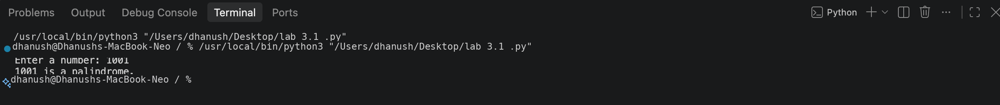 Problems Output Debug Console Terminal Ports Python
/usr/local/bin/python3 "/Users/dhanush/Desktop/lab 3.1 .py"
dhanush@Dhanushs-MacBook-Neo / % /usr/local/bin/python3 "/Users/dhanush/Desktop/lab 3.1 .py"
Enter a number: 1001
1001 is a palindrome.
dhanush@Dhanushs-MacBook-Neo / %